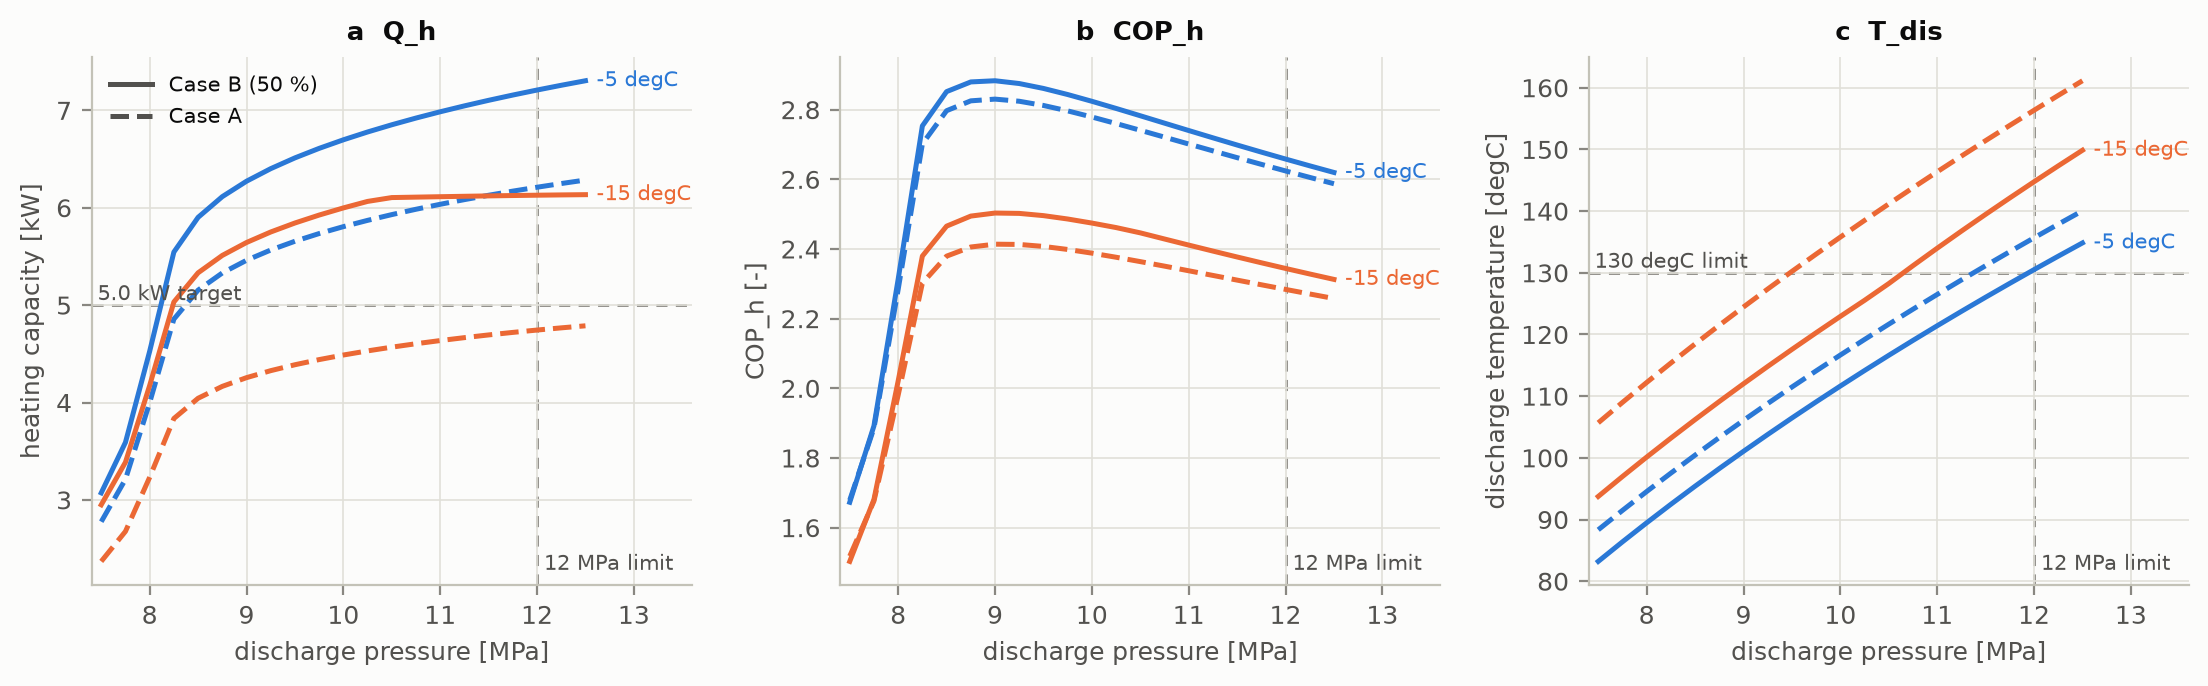 a Q_h
Case B (50 %)
Case A
-5 degC
-15 degC
5.0 kW target
12 MPa limit
7
6
5
4
3
heating capacity [kW]
8 9 10 11 12 13
discharge pressure [MPa]
b COP_h
-5 degC
-15 degC
12 MPa limit
2.8
2.6
2.4
2.2
2.0
1.8
1.6
COP_h [-]
8 9 10 11 12 13
discharge pressure [MPa]
c T_dis
-15 degC
-5 degC
130 degC limit
12 MPa limit
160
150
140
130
120
110
100
90
80
discharge temperature [degC]
8 9 10 11 12 13
discharge pressure [MPa]